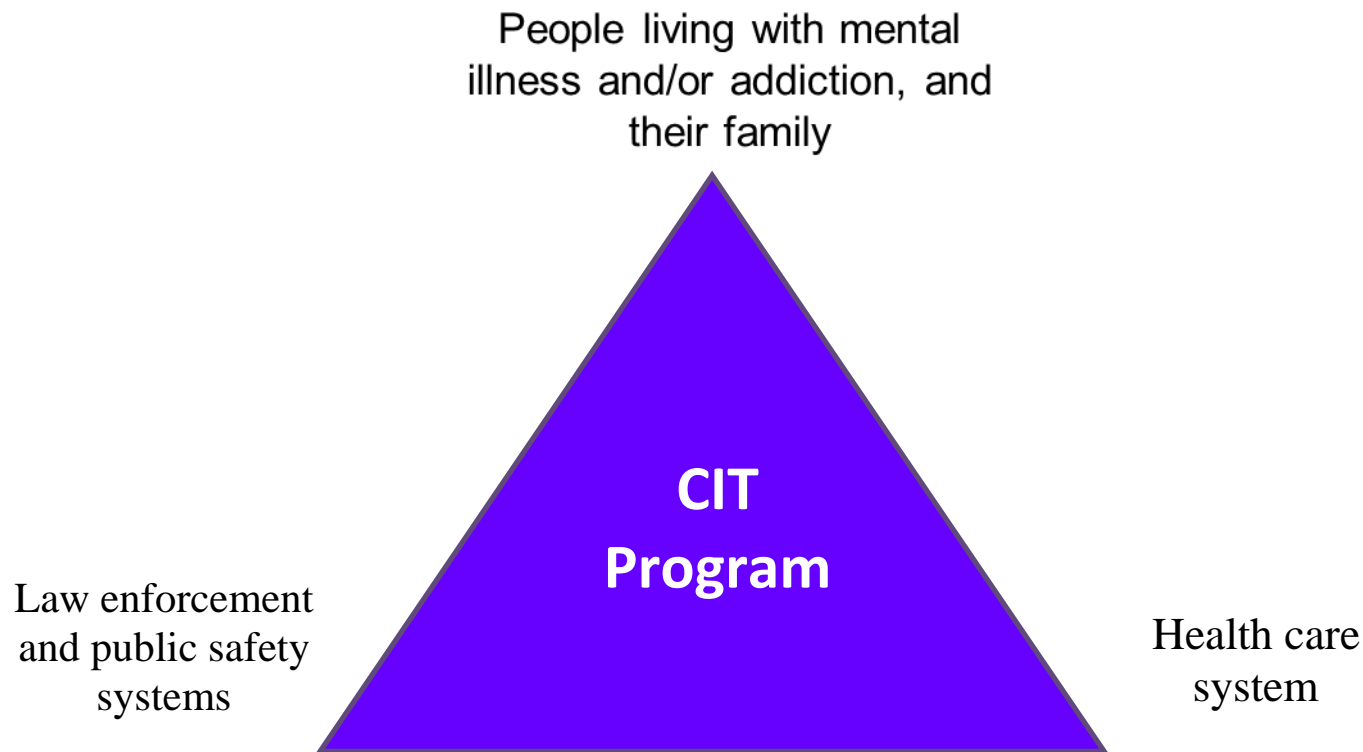 People living with mental
illness and/or addiction, and
their family
CIT
Program
Law enforcement
and public safety
systems
Health care
system